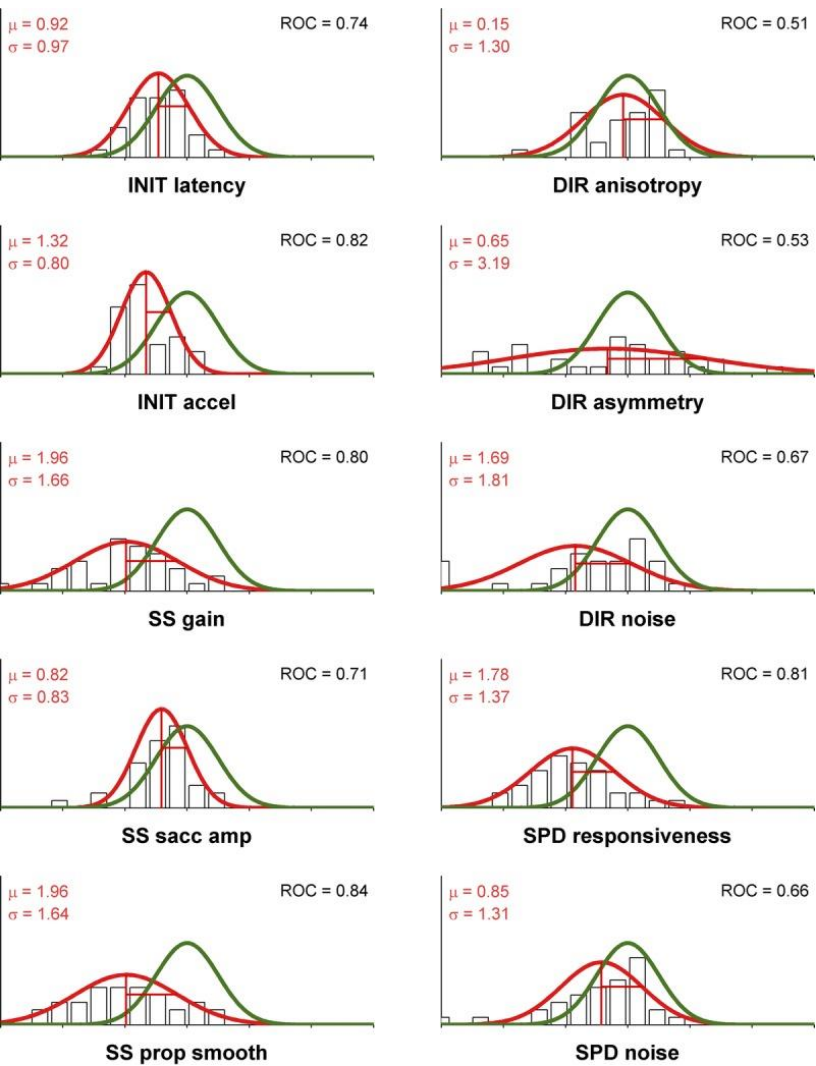 μ = 0.92
σ = 0.97
ROC = 0.74
INIT latency
μ = 0.15
σ = 1.30
ROC = 0.51
DIR anisotropy
μ = 1.32
σ = 0.80
ROC = 0.82
INIT accel
μ = 0.65
σ = 3.19
ROC = 0.53
DIR asymmetry
μ = 1.96
σ = 1.66
ROC = 0.80
SS gain
μ = 1.69
σ = 1.81
ROC = 0.67
DIR noise
μ = 0.82
σ = 0.83
ROC = 0.71
SS sacc amp
μ = 1.78
σ = 1.37
ROC = 0.81
SPD responsiveness
μ = 1.96
σ = 1.64
ROC = 0.84
SS prop smooth
μ = 0.85
σ = 1.31
ROC = 0.66
SPD noise